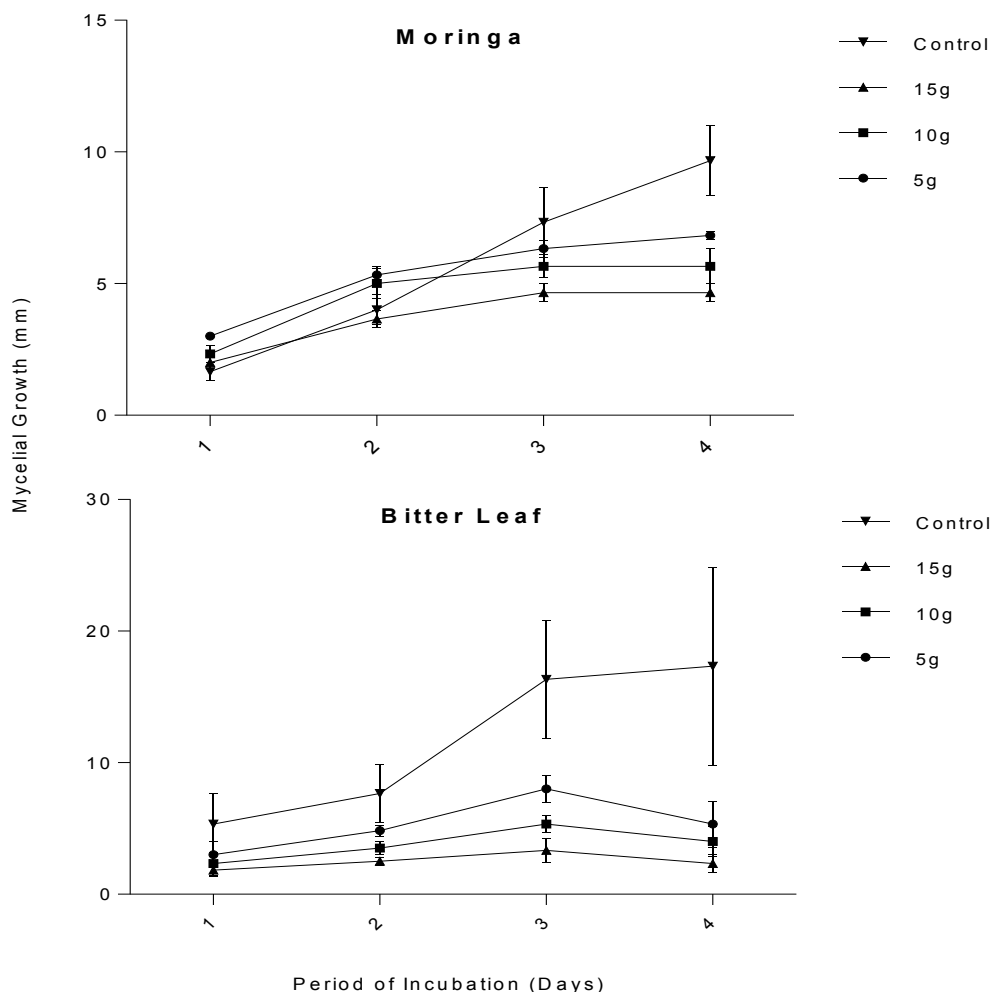 Moringa
15
10
5
0
1
2
3
4
Control
15g
10g
5g
Mycelial Growth (mm)
Bitter Leaf
30
20
10
0
1
2
3
4
Control
15g
10g
5g
Period of Incubation (Days)